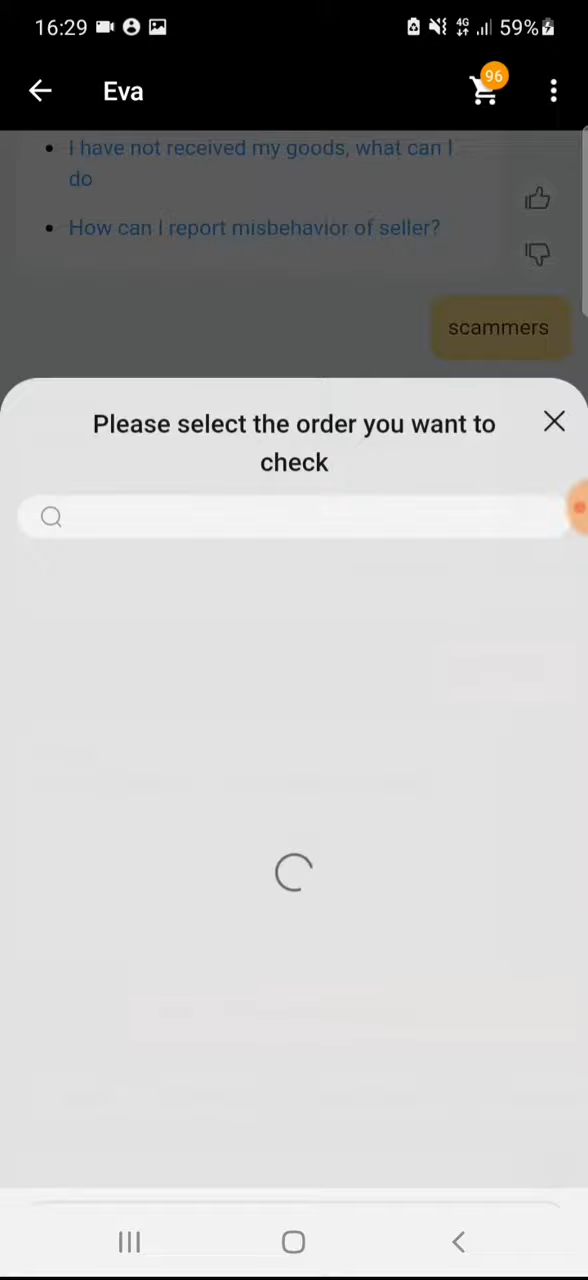 16:29 4G 59%
Eva 96
I have not received my goods, what can I
do
How can I report misbehavior of seller?
scammers
Please select the order you want to
check